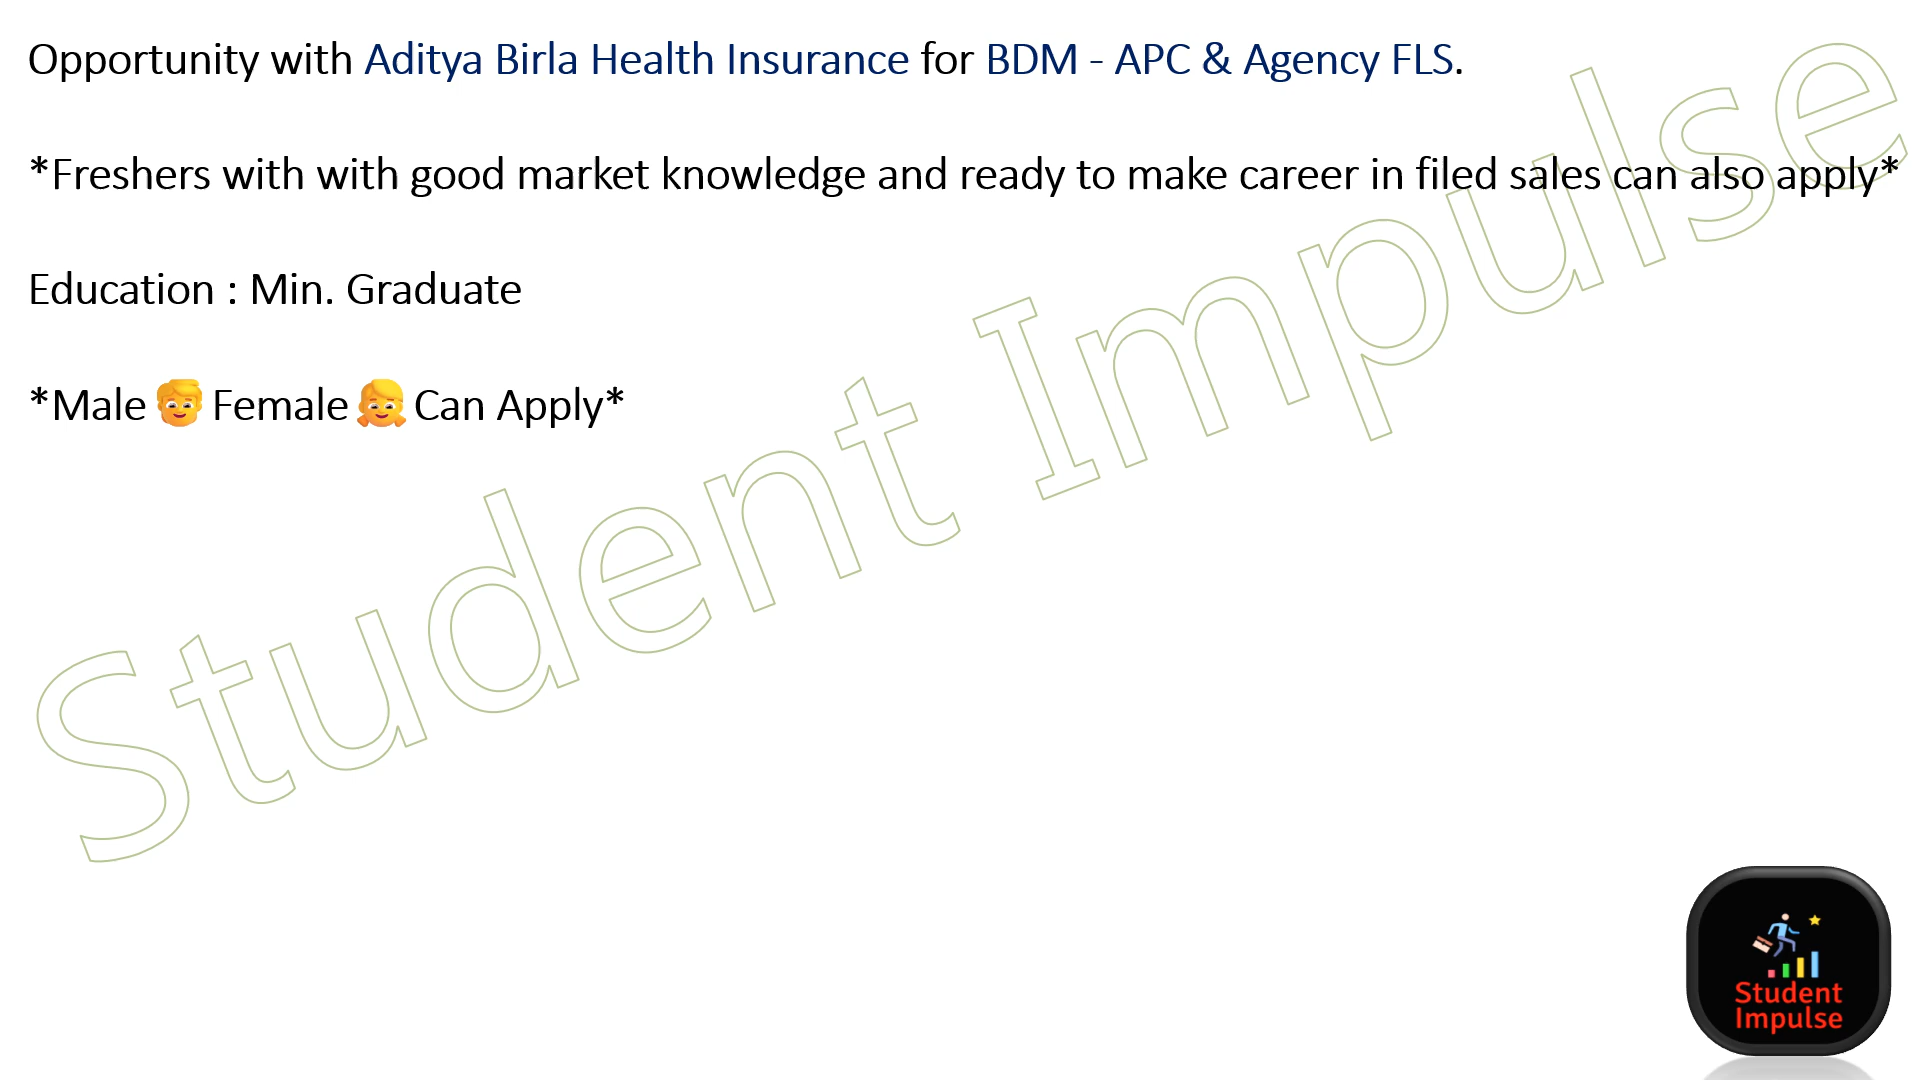 Opportunity with Aditya Birla Health Insurance for BDM - APC & Agency FLS.
*Freshers with with good market knowledge and ready to make career in filed sales can also apply*
Education : Min. Graduate
*Male 👦 Female 👧 Can Apply*
Student Impulse
Student
Impulse